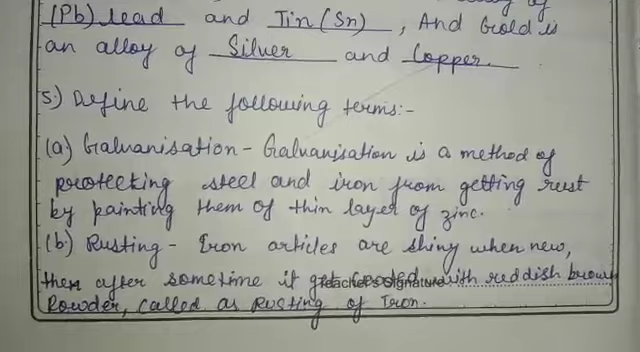 (Pb) lead and Tin (Sn), And Gold is
an alloy of Silver and Copper.
5.) Define the following terms:-
(a) Galvanisation - Galvanisation is a method of
protecking steel and iron from getting rust
by painting them of thin layer of zinc.
(b) Rusting - Iron articles are shiny when new,
then after sometime it get coated with reddish brown
Teacher's Signature
Powder, called as Rusting of Iron.